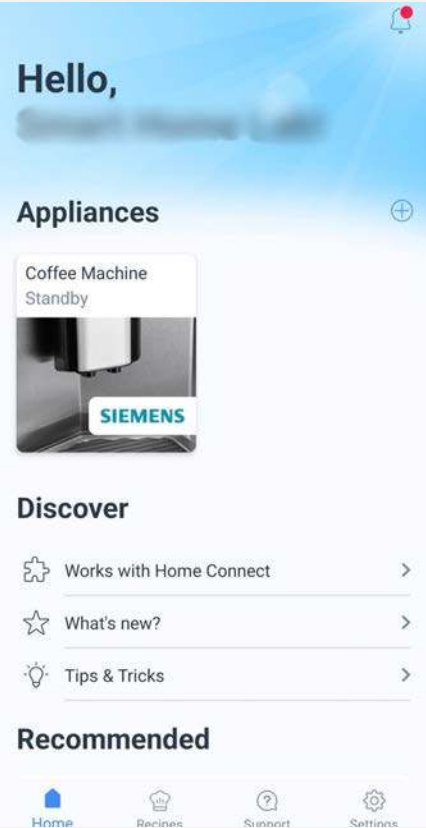 Hello,
Appliances
Coffee Machine
Standby
SIEMENS
Discover
Works with Home Connect
What's new?
Tips & Tricks
Recommended
Home
Recipes
Support
Settings